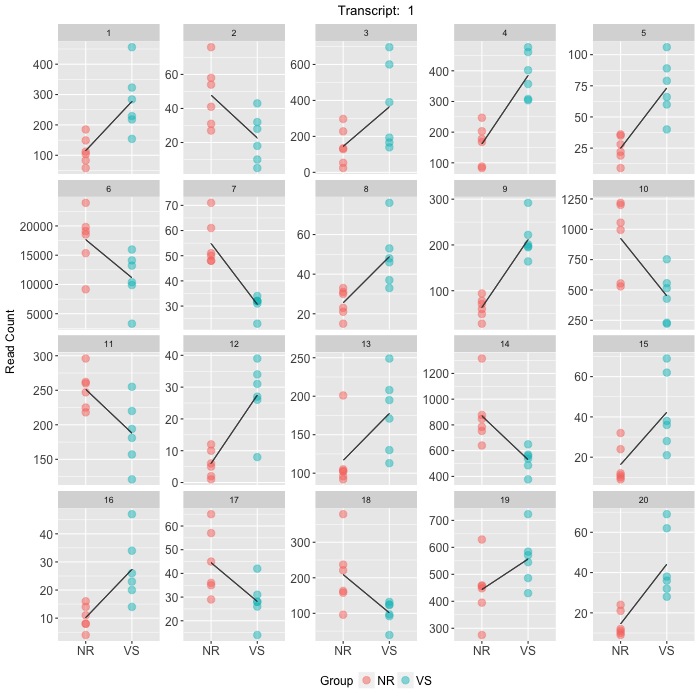 Transcript: 1
1 2 3 4 5
400 300 200 100
60 40 20
600 400 200 0
400 300 200 100
100 75 50 25
6 7 8 9 10
20000 15000 10000 5000
70 60 50 40 30
60 40 20
300 200 100
1250 1000 750 500 250
Read Count
11 12 13 14 15
300 250 200 150
40 30 20 10 0
250 200 150 100
1200 1000 800 600 400
60 40 20
16 17 18 19 20
40 30 20 10
60 50 40 30 20
300 200 100
700 600 500 400 300
60 40 20
NR VS NR VS NR VS NR VS NR VS
Group NR VS